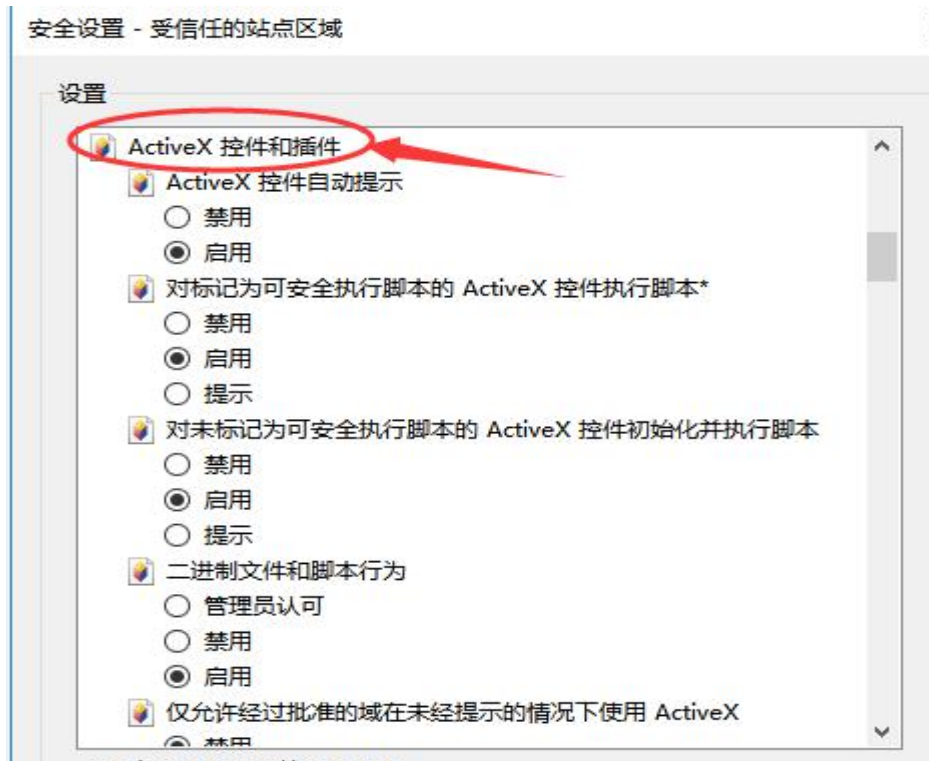 安全设置 - 受信任的站点区域
设置
ActiveX 控件和插件
ActiveX 控件自动提示
禁用
启用
对标记为可安全执行脚本的 ActiveX 控件执行脚本*
禁用
启用
提示
对未标记为可安全执行脚本的 ActiveX 控件初始化并执行脚本
禁用
启用
提示
二进制文件和脚本行为
管理员认可
禁用
启用
仅允许经过批准的域在未经提示的情况下使用 ActiveX
禁用